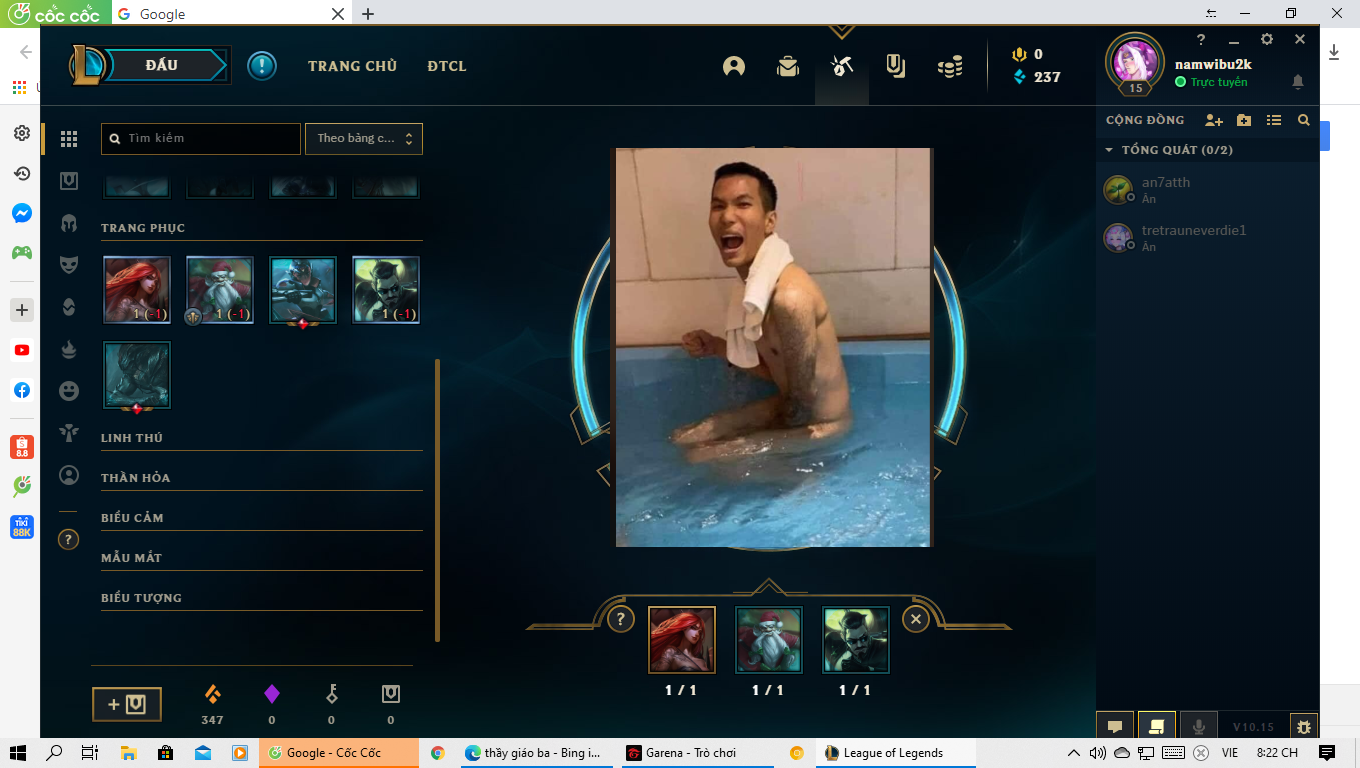 cốc cốc
Google
ĐẤU
TRANG CHỦ
ĐTCL
0
237
15
namwibu2k
Trực tuyến
Tìm kiếm
Theo bảng c...
CỘNG ĐỒNG
TỔNG QUÁT (0/2)
an7atth
Ẩn
tretrauneverdie1
Ẩn
TRANG PHỤC
1 (-1)
1 (-1)
1 (-1)
LINH THÚ
THẦN HỎA
BIỂU CẢM
MẪU MẮT
BIỂU TƯỢNG
8.8
TIKI
88K
?
?
1 / 1
1 / 1
1 / 1
347
0
0
0
V10.15
Google - Cốc Cốc
thầy giáo ba - Bing i...
Garena - Trò chơi
League of Legends
VIE
8:22 CH